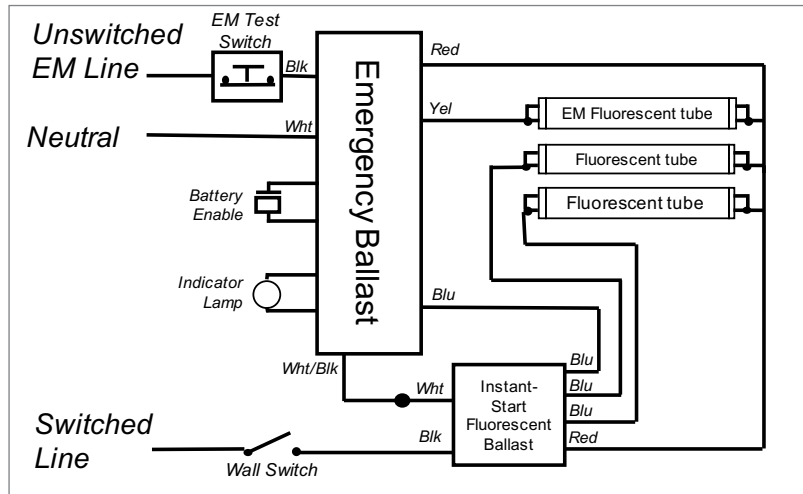 Unswitched
EM Line
EM Test
Switch
Blk
Neutral
Wht
Battery
Enable
Indicator
Lamp
Emergency Ballast
Red
Yel
EM Fluorescent tube
Fluorescent tube
Fluorescent tube
Blu
Wht/Blk
Wht
Blu
Blu
Blu
Red
Instant-
Start
Fluorescent
Ballast
Switched
Line
Wall Switch
Blk